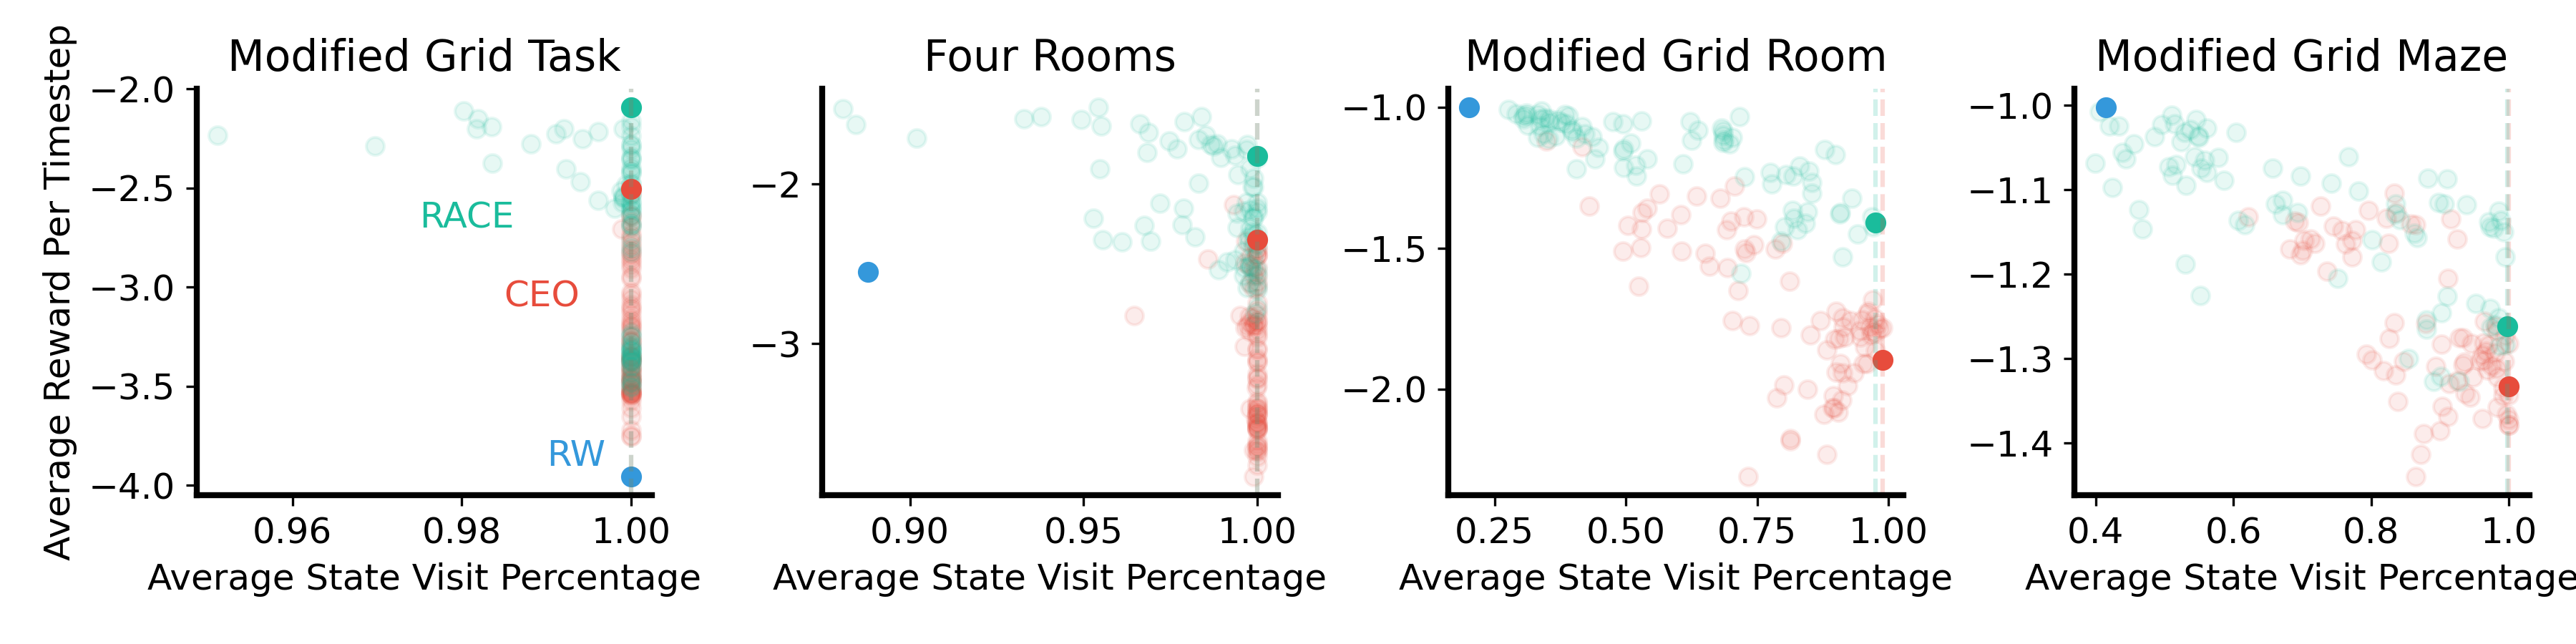 Modified Grid Task
Average Reward Per Timestep
−2.0
−2.5
−3.0
−3.5
−4.0
RACE
CEO
RW
0.96 0.98 1.00
Average State Visit Percentage
Four Rooms
−2
−3
0.90 0.95 1.00
Average State Visit Percentage
Modified Grid Room
−1.0
−1.5
−2.0
0.25 0.50 0.75 1.00
Average State Visit Percentage
Modified Grid Maze
−1.0
−1.1
−1.2
−1.3
−1.4
0.4 0.6 0.8 1.0
Average State Visit Percentage